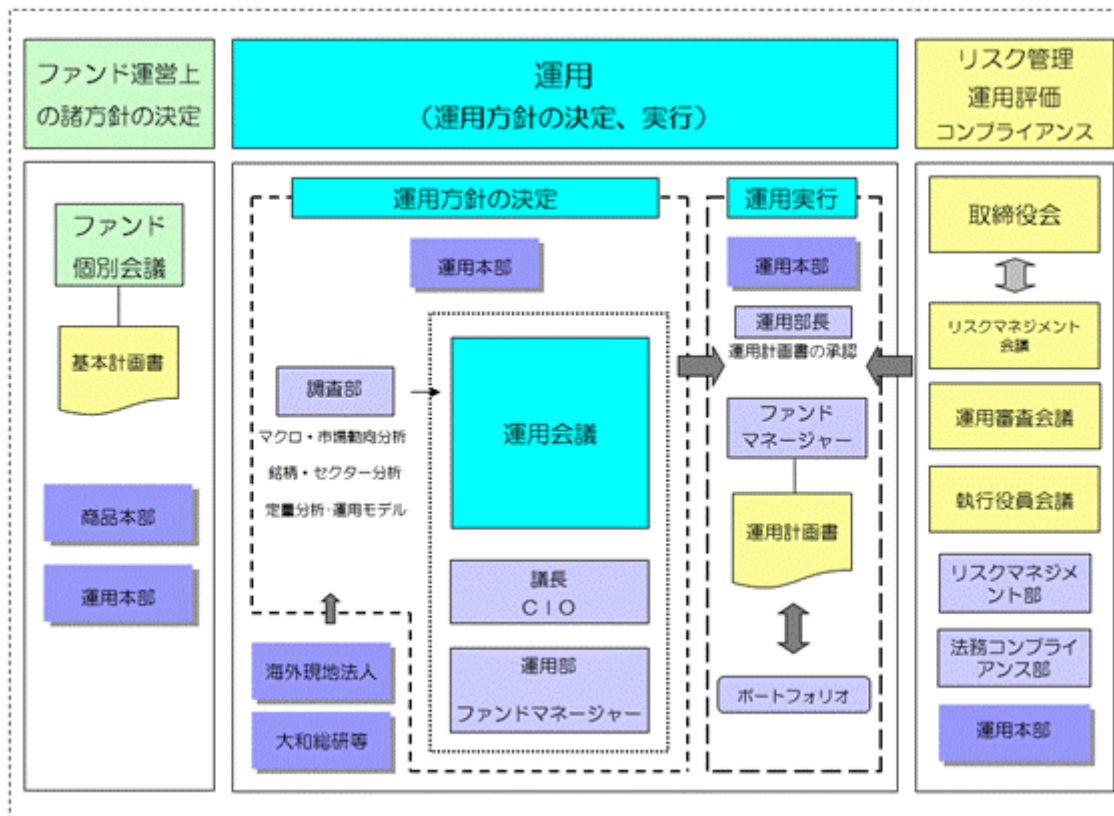 ファンド運営上
の諸方針の決定
運用
（運用方針の決定、実行）
リスク管理
運用評価
コンプライアンス
ファンド
個別会議
基本計画書
商品本部
運用本部
運用方針の決定
運用本部
調査部
マクロ・市場動向分析
銘柄・セクター分析
定量分析･運用モデル
海外現地法人
大和総研等
運用会議
議長
CIO
運用部
ファンドマネージャー
運用実行
運用本部
運用部長
運用計画書の承認
ファンド
マネージャー
運用計画書
ポートフォリオ
取締役会
リスクマネジメント
会議
運用審査会議
執行役員会議
リスクマネジメ
ント部
法務コンプライ
アンス部
運用本部